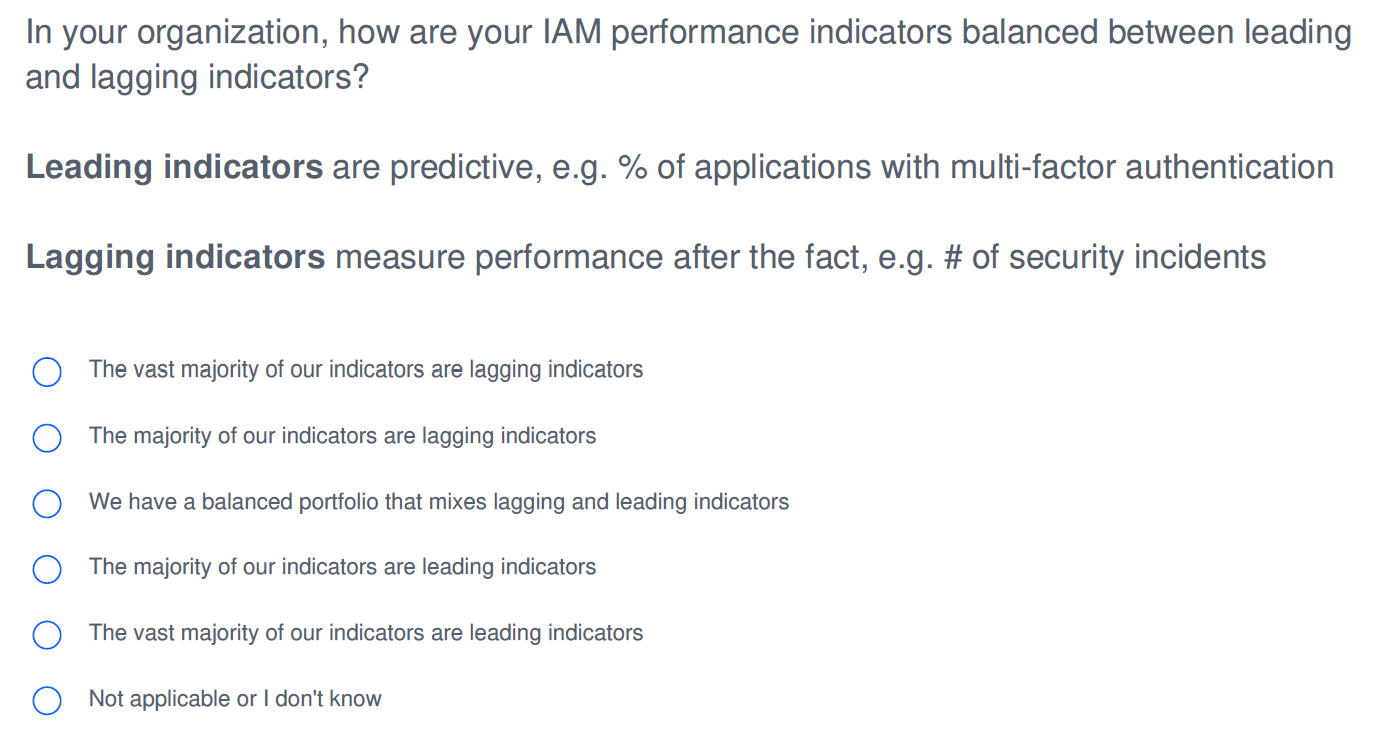 In your organization, how are your IAM performance indicators balanced between leading
and lagging indicators?
Leading indicators are predictive, e.g. % of applications with multi-factor authentication
Lagging indicators measure performance after the fact, e.g. # of security incidents
The vast majority of our indicators are lagging indicators
The majority of our indicators are lagging indicators
We have a balanced portfolio that mixes lagging and leading indicators
The majority of our indicators are leading indicators
The vast majority of our indicators are leading indicators
Not applicable or I don't know